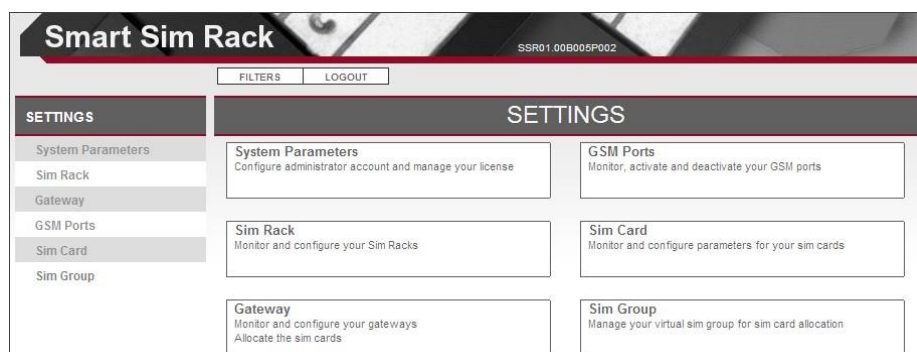 Smart Sim Rack
SSR01.00B005P002
FILTERS LOGOUT
SETTINGS
System Parameters
Sim Rack
Gateway
GSM Ports
Sim Card
Sim Group
SETTINGS
System Parameters
Configure administrator account and manage your license
GSM Ports
Monitor, activate and deactivate your GSM ports
Sim Rack
Monitor and configure your Sim Racks
Sim Card
Monitor and configure parameters for your sim cards
Gateway
Monitor and configure your gateways
Allocate the sim cards
Sim Group
Manage your virtual sim group for sim card allocation